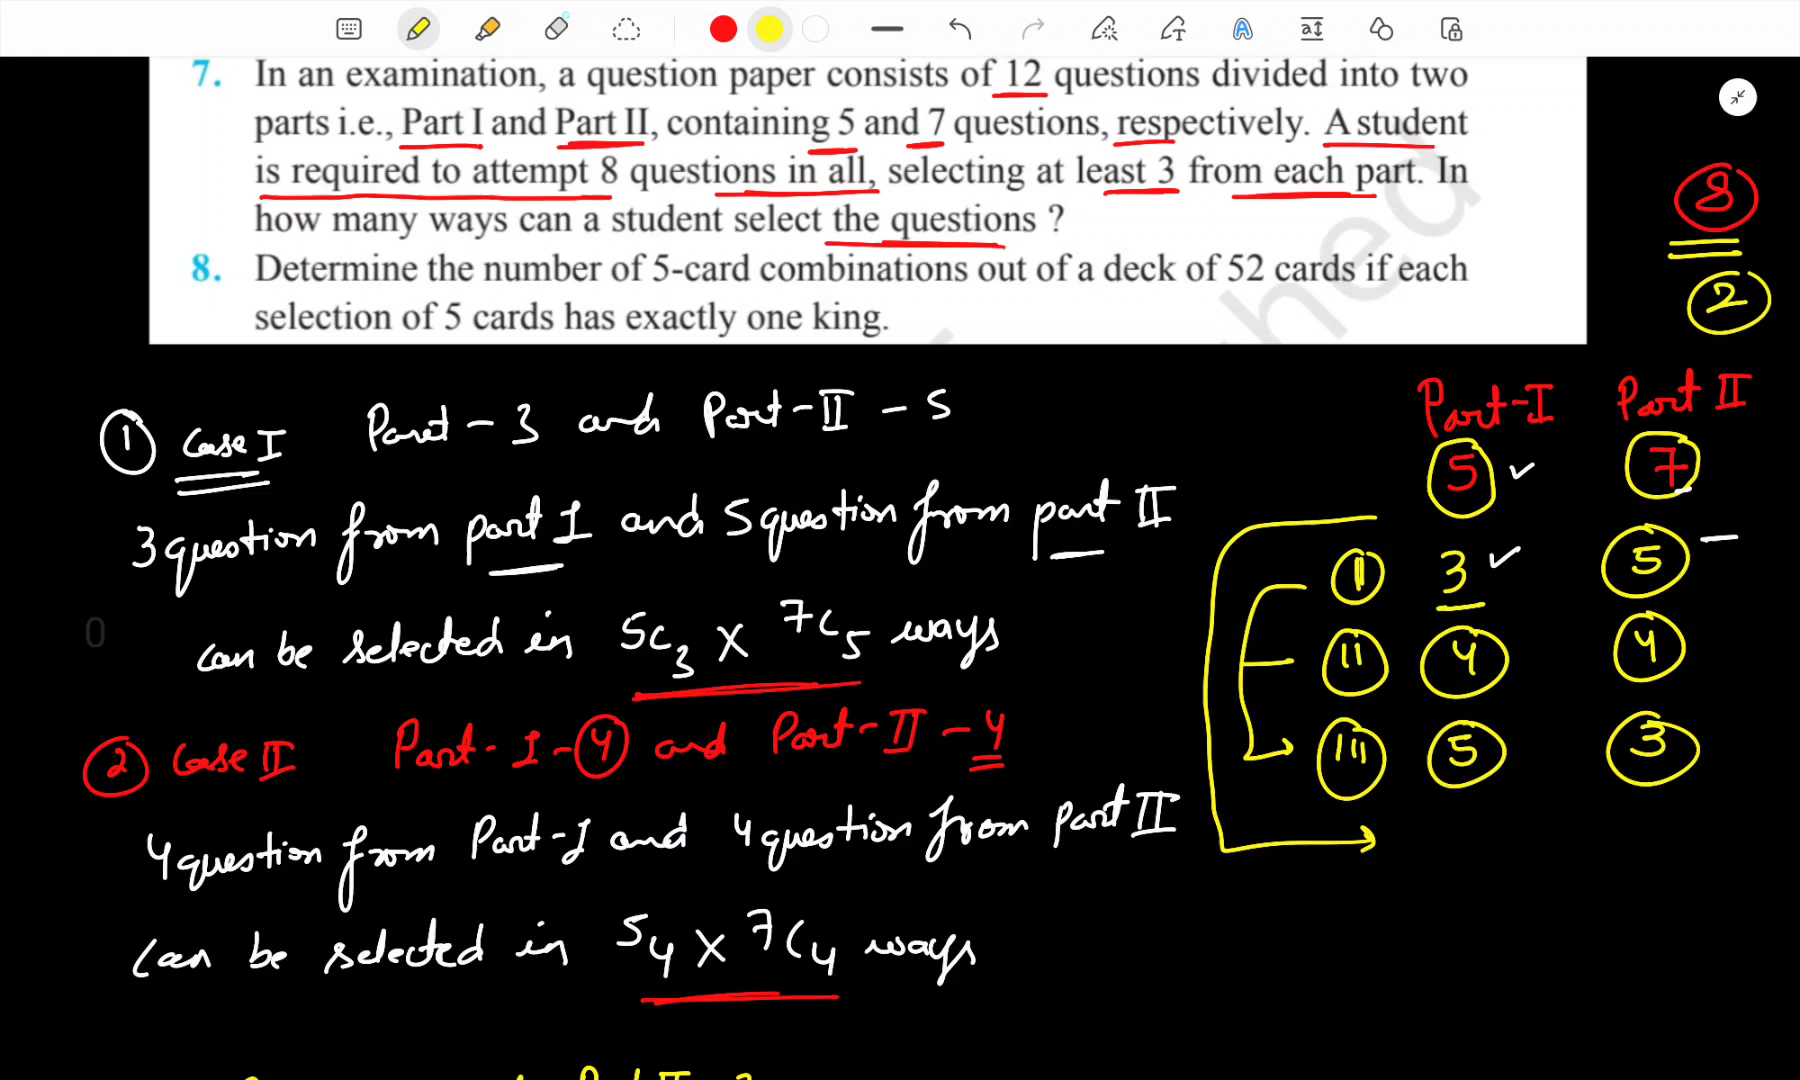 7. In an examination, a question paper consists of 12 questions divided into two
parts i.e., Part I and Part II, containing 5 and 7 questions, respectively. A student
is required to attempt 8 questions in all, selecting at least 3 from each part. In
how many ways can a student select the questions ?
8. Determine the number of 5-card combinations out of a deck of 52 cards if each
selection of 5 cards has exactly one king.
8
2
① Case I Part - 3 and Part-II - 5
3 question from part I and 5 question from part II
can be selected in 5c₃ X ⁷C₅ ways
② Case II Part-I-④ and Part-II-4
4 question from Part-I and 4 question from Part II
can be selected in ⁵₄ X ⁷C₄ ways
Part-I Part II
5 7
I 3 5
II 4 4
III 5 3
0